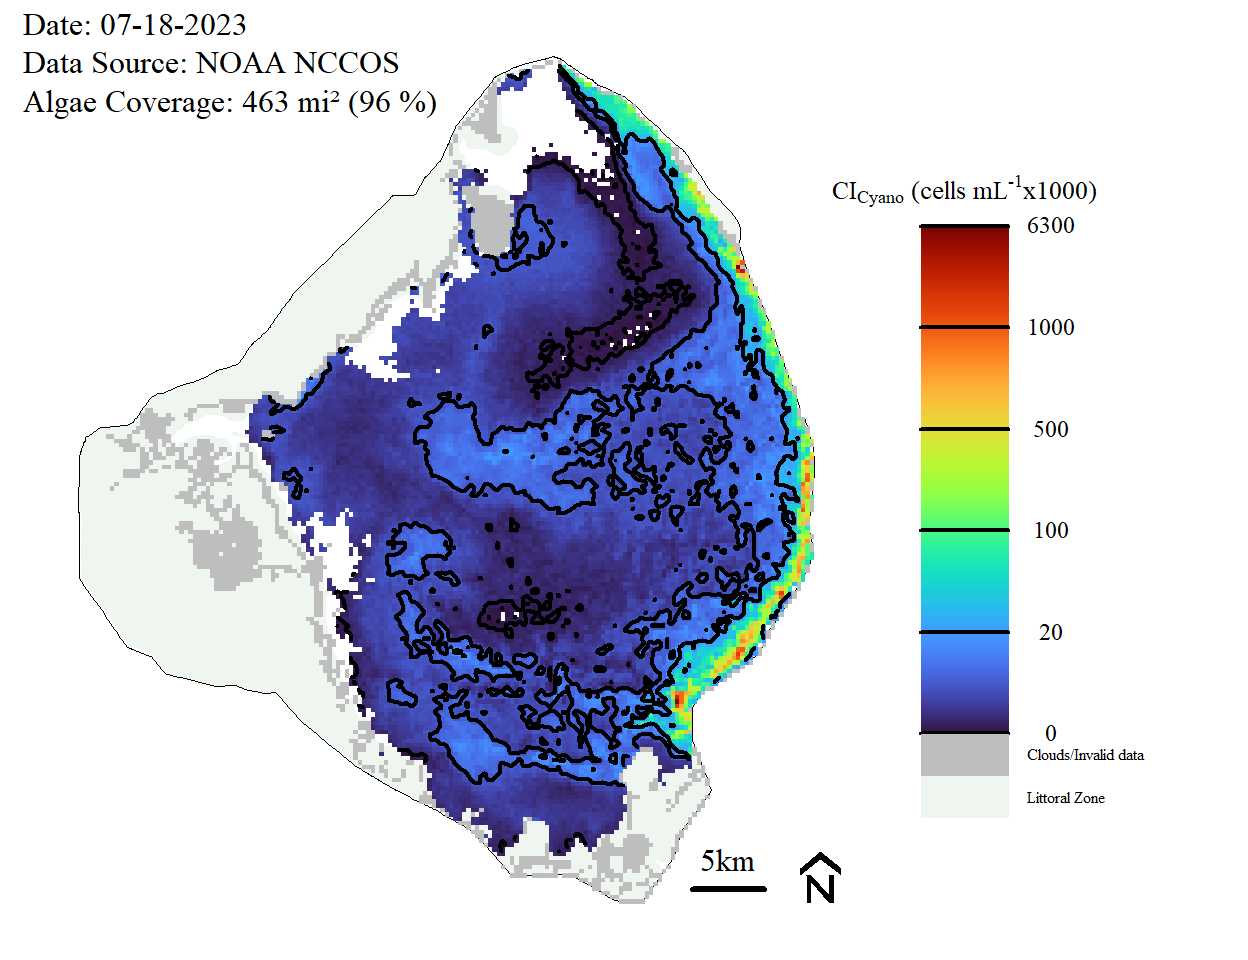 Date: 07-18-2023
Data Source: NOAA NCCOS
Algae Coverage: 463 mi² (96 %)
CICyano (cells mL-1x1000)
6300
1000
500
100
20
0
Clouds/Invalid data
Littoral Zone
5km
N